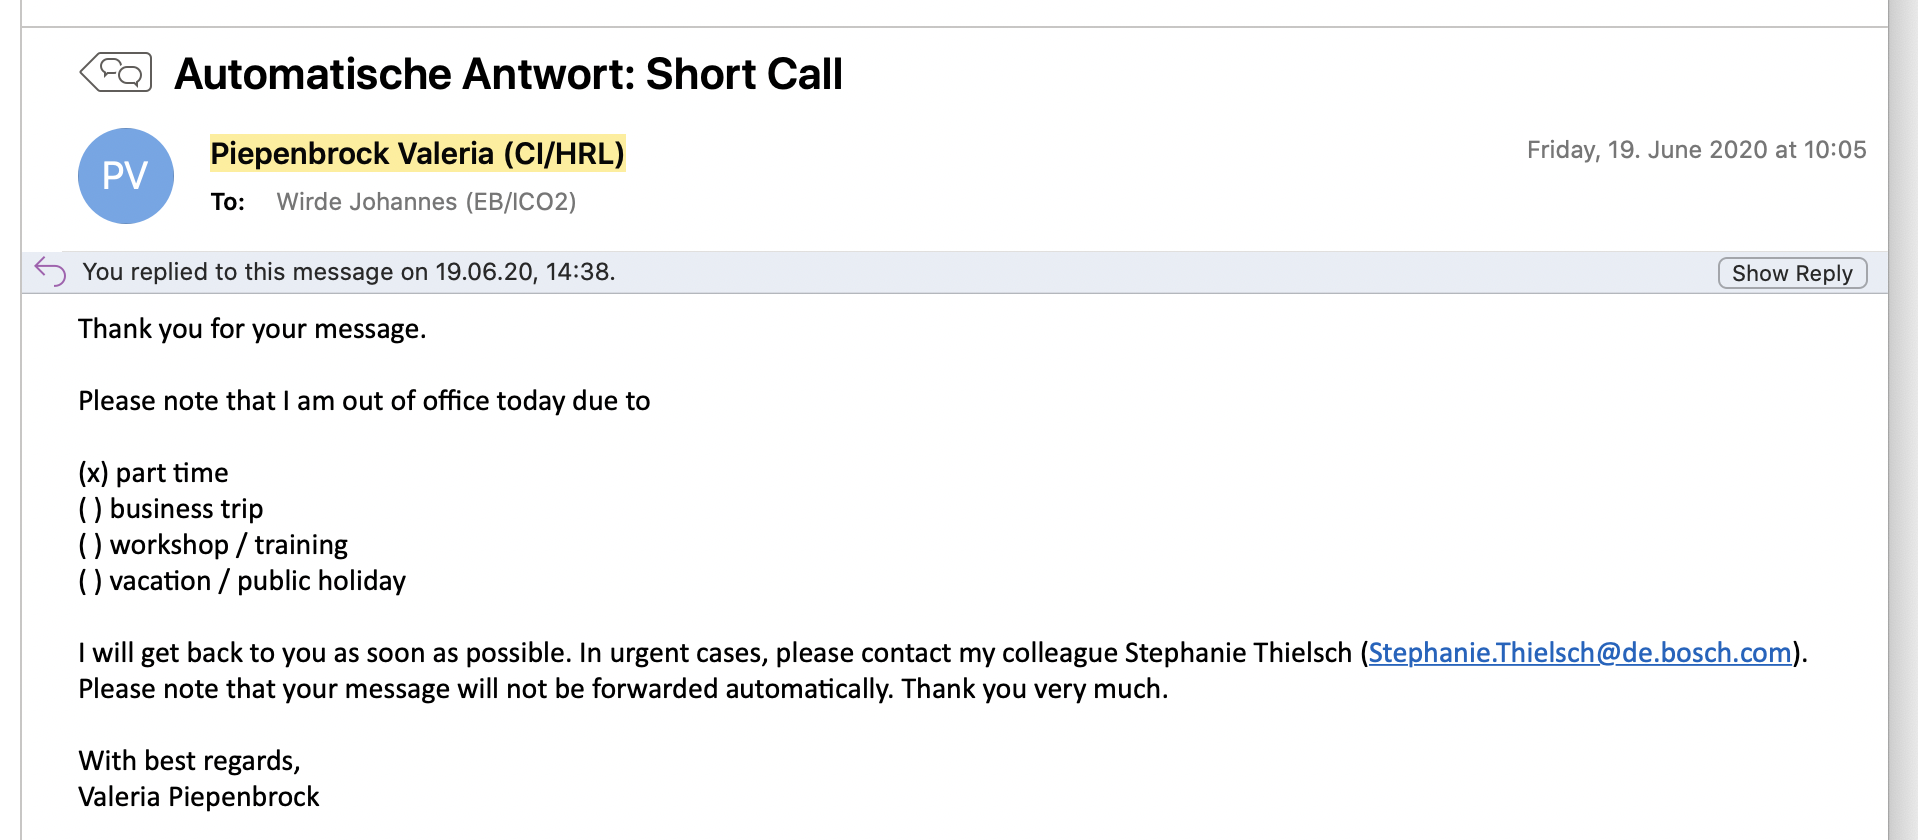 Automatische Antwort: Short Call
PV
Piepenbrock Valeria (CI/HRL)
Friday, 19. June 2020 at 10:05
To: Wirde Johannes (EB/ICO2)
You replied to this message on 19.06.20, 14:38.
Show Reply
Thank you for your message.
Please note that I am out of office today due to
(x) part time
( ) business trip
( ) workshop / training
( ) vacation / public holiday
I will get back to you as soon as possible. In urgent cases, please contact my colleague Stephanie Thielsch (Stephanie.Thielsch@de.bosch.com).
Please note that your message will not be forwarded automatically. Thank you very much.
With best regards,
Valeria Piepenbrock